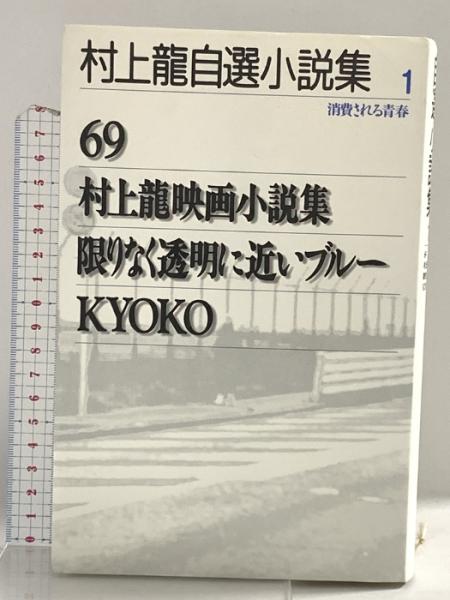 村上龍自選小説集 1
消費される青春
69
村上龍映画小説集
限りなく透明に近いブルー
KYOKO